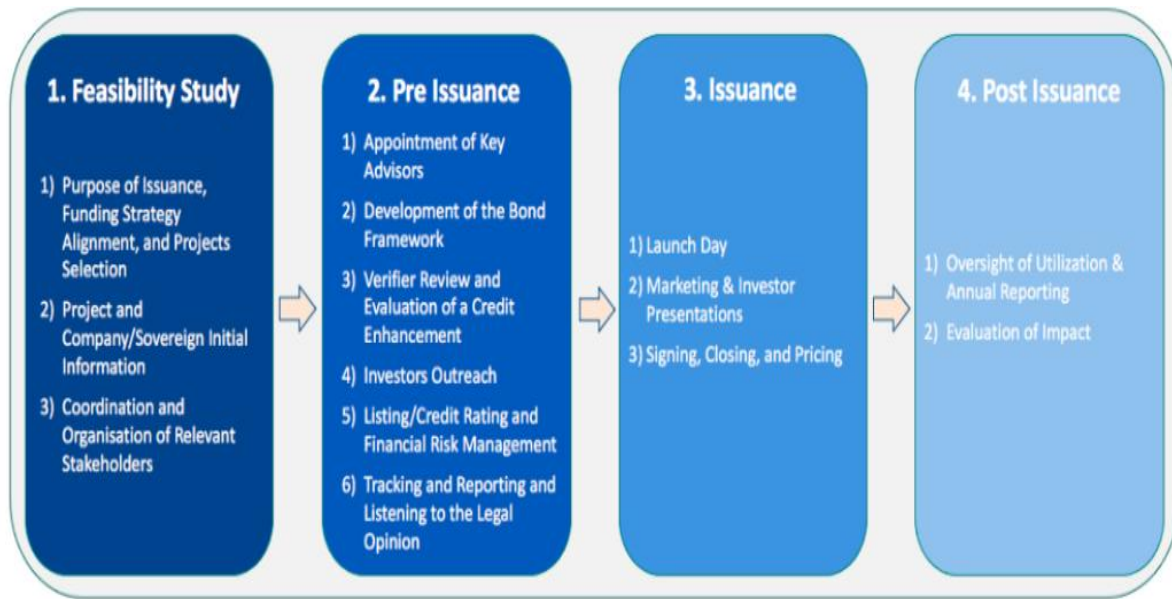 1. Feasibility Study
1) Purpose of Issuance,
Funding Strategy
Alignment, and Projects
Selection
2) Project and
Company/Sovereign Initial
Information
3) Coordination and
Organisation of Relevant
Stakeholders
2. Pre Issuance
1) Appointment of Key
Advisors
2) Development of the Bond
Framework
3) Verifier Review and
Evaluation of a Credit
Enhancement
4) Investors Outreach
5) Listing/Credit Rating and
Financial Risk Management
6) Tracking and Reporting and
Listening to the Legal
Opinion
3. Issuance
1) Launch Day
2) Marketing & Investor
Presentations
3) Signing, Closing, and Pricing
4. Post Issuance
1) Oversight of Utilization &
Annual Reporting
2) Evaluation of Impact